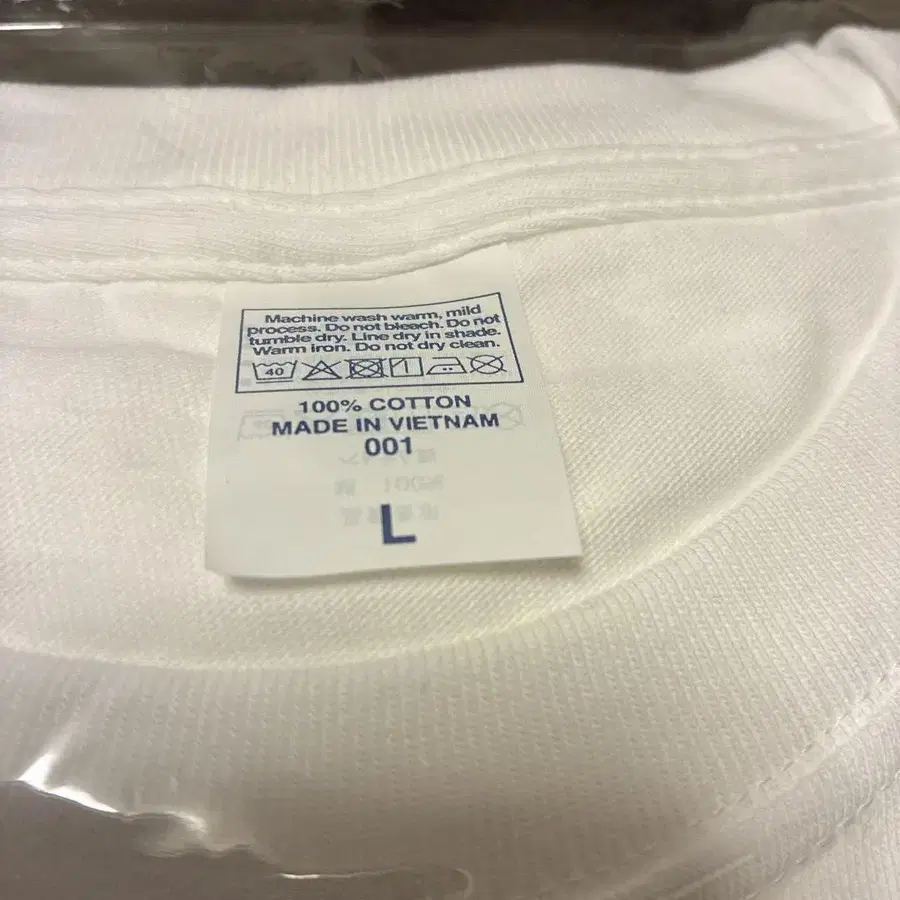 Machine wash warm, mild
process. Do not bleach. Do not
tumble dry. Line dry in shade.
Warm iron. Do not dry clean.
40
100% COTTON
MADE IN VIETNAM
001
L